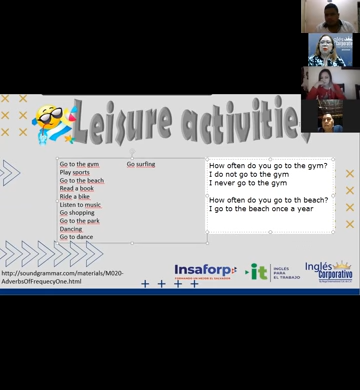 Leisure activities
Go to the gym
Go surfing
Play sports
Go to the beach
Read a book
Ride a bike
Listen to music
Go shopping
Go to the park
Dancing
Go to dance
How often do you go to the gym?
I do not go to the gym
I never go to the gym
How often do you go to th beach?
I go to the beach once a year
http://soundgrammar.com/materials/M020-
AdverbsOfFrequecyOne.html
Insaforp
it
INGLÉS
PARA
EL
TRABAJO
Inglés
Corporativo